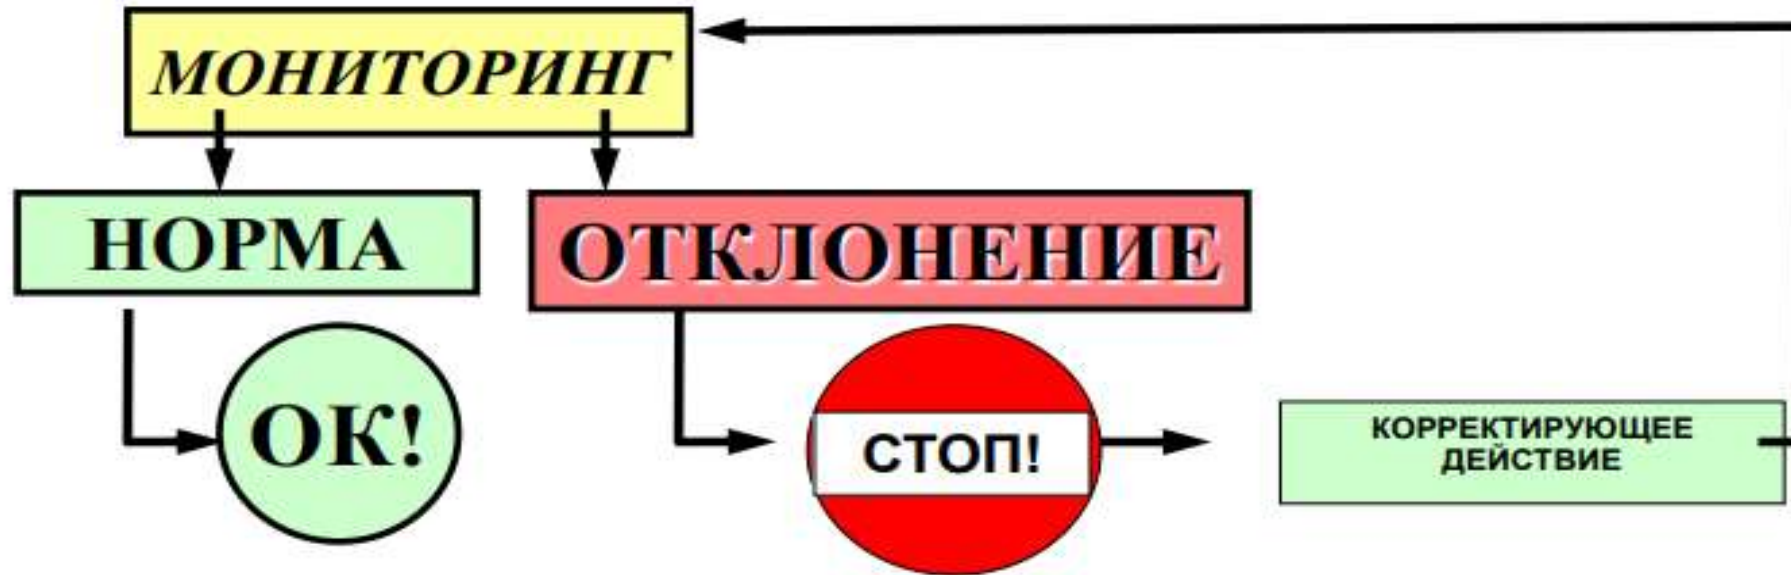 МОНИТОРИНГ
НОРМА
ОТКЛОНЕНИЕ
ОК!
СТОП!
КОРРЕКТИРУЮЩЕЕ
ДЕЙСТВИЕ